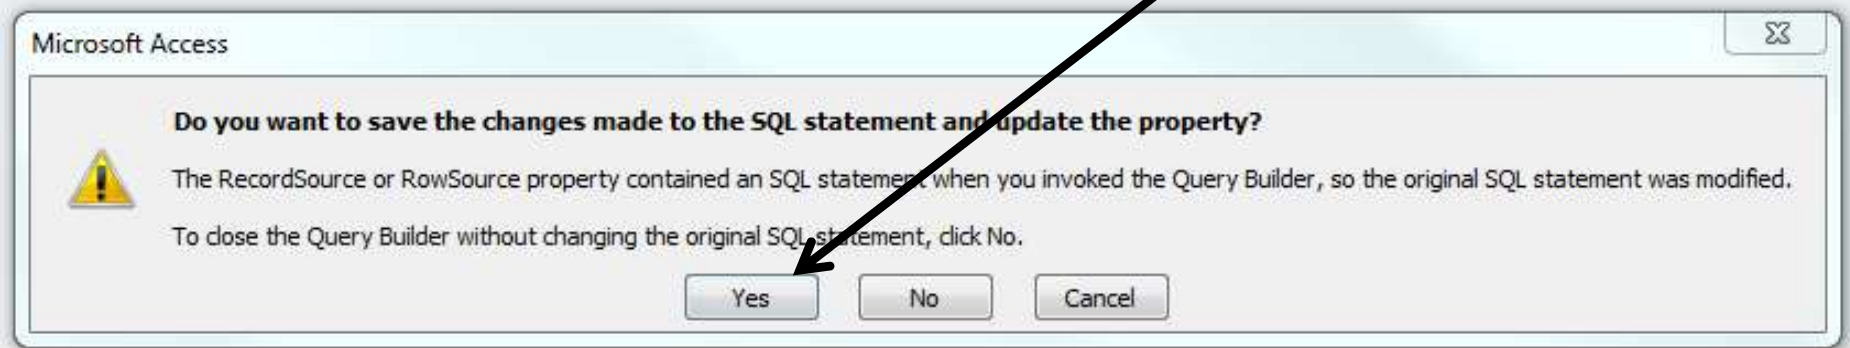 Microsoft Access
Do you want to save the changes made to the SQL statement and update the property?
The RecordSource or RowSource property contained an SQL statement when you invoked the Query Builder, so the original SQL statement was modified.
To close the Query Builder without changing the original SQL statement, click No.
Yes No Cancel